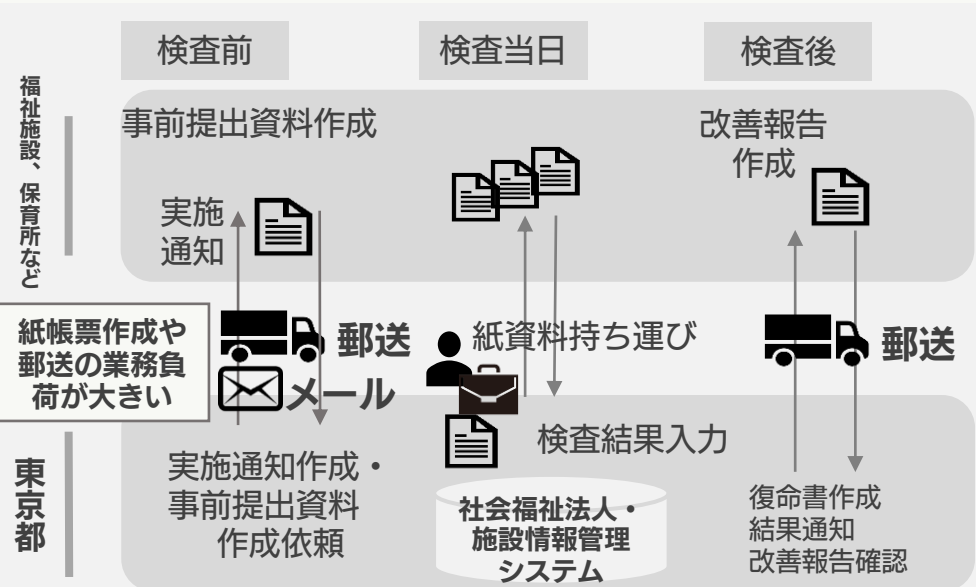 検査前
検査当日
検査後
福祉施設、保育所など
事前提出資料作成
実施
通知
改善報告
作成
紙帳票作成や
郵送の業務負
荷が大きい
郵送
メール
紙資料持ち運び
郵送
東京都
実施通知作成・
事前提出資料
作成依頼
検査結果入力
社会福祉法人・
施設情報管理
システム
復命書作成
結果通知
改善報告確認